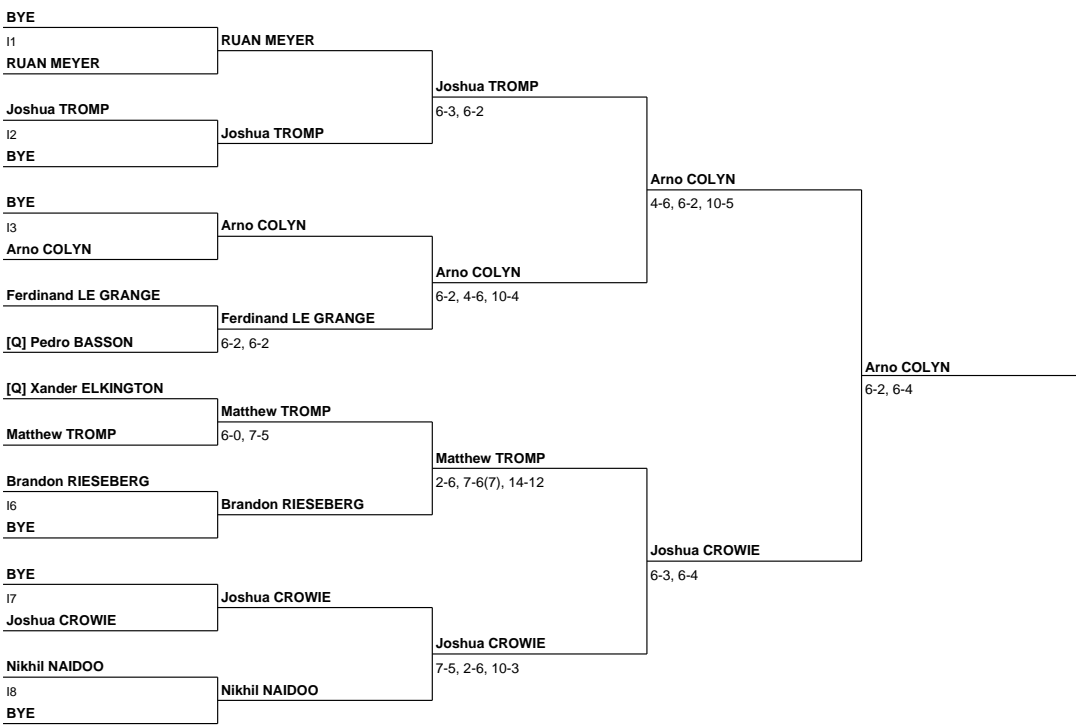 BYE
I1
RUAN MEYER
Joshua TROMP
I2
BYE
BYE
I3
Arno COLYN
Ferdinand LE GRANGE
[Q] Pedro BASSON
[Q] Xander ELKINGTON
Matthew TROMP
Brandon RIESEBERG
I6
BYE
BYE
I7
Joshua CROWIE
Nikhil NAIDOO
I8
BYE
RUAN MEYER
Joshua TROMP
Arno COLYN
Ferdinand LE GRANGE
6-2, 6-2
Matthew TROMP
6-0, 7-5
Brandon RIESEBERG
Joshua CROWIE
Nikhil NAIDOO
Joshua TROMP
6-3, 6-2
Arno COLYN
6-2, 4-6, 10-4
Matthew TROMP
2-6, 7-6(7), 14-12
Joshua CROWIE
7-5, 2-6, 10-3
Arno COLYN
4-6, 6-2, 10-5
Joshua CROWIE
6-3, 6-4
Arno COLYN
6-2, 6-4